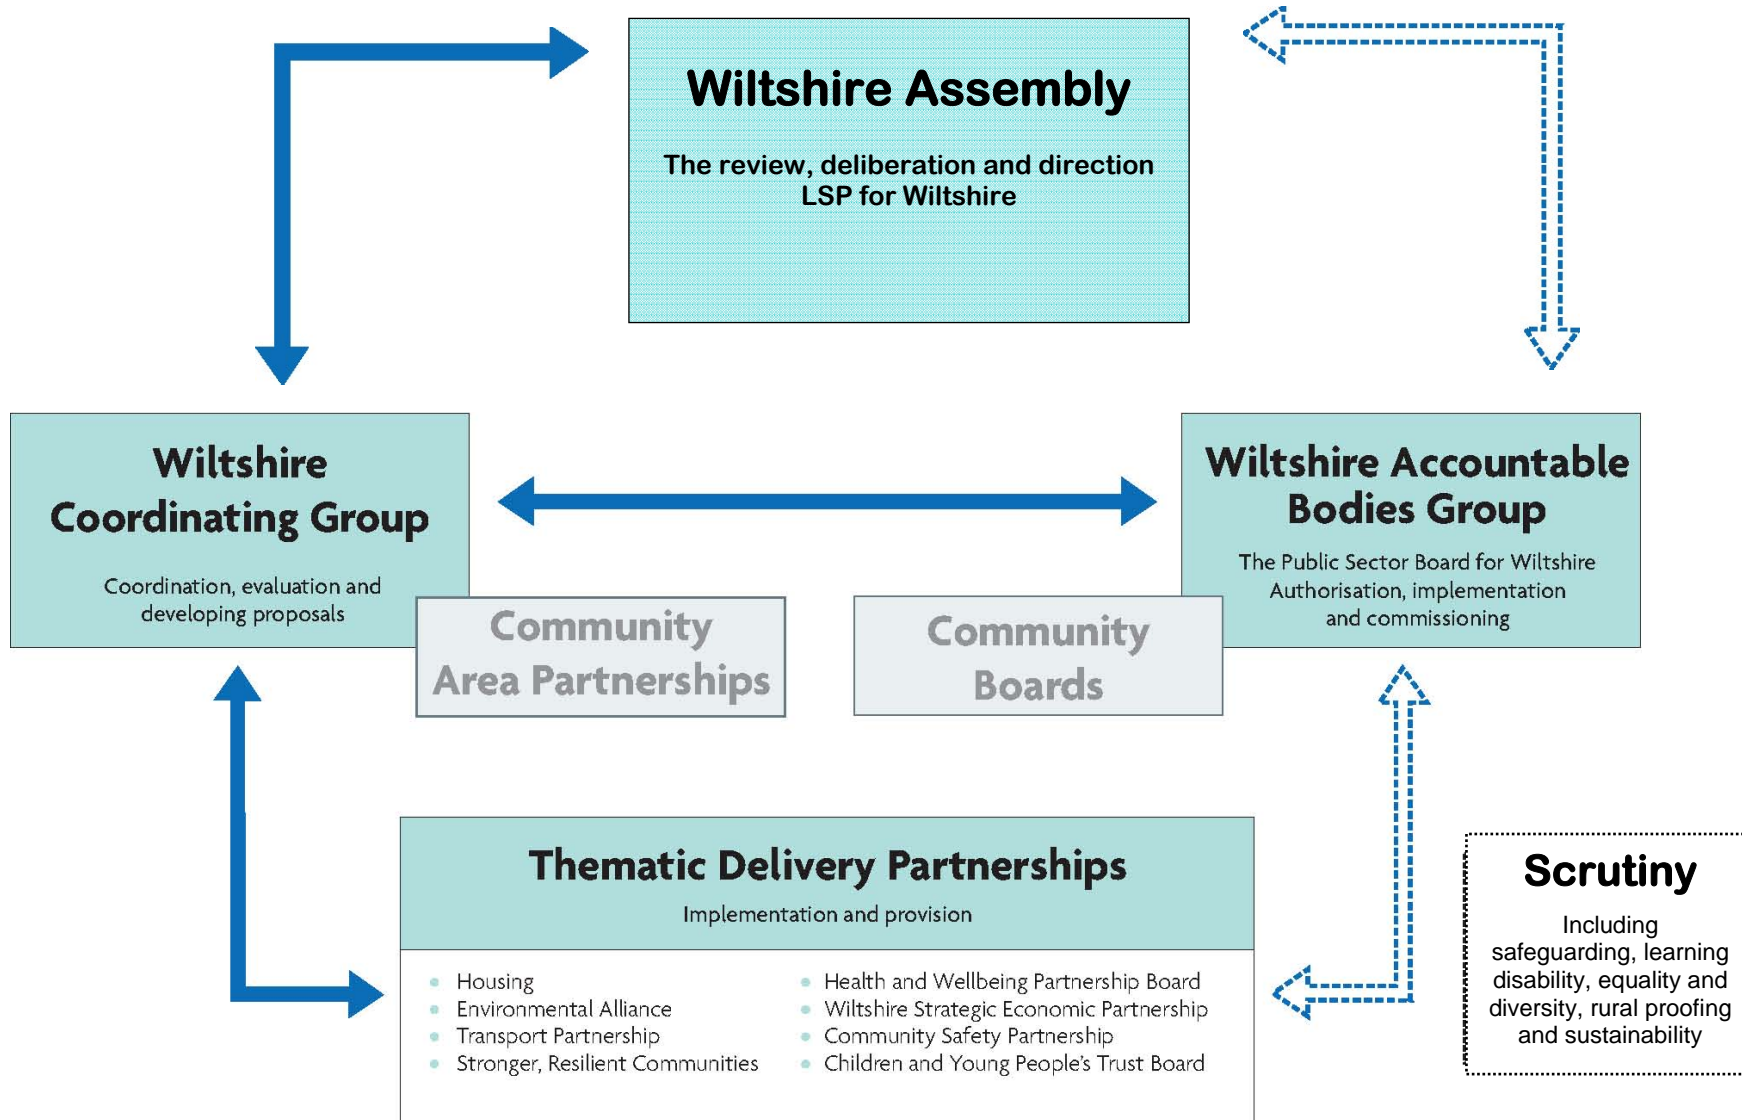 Wiltshire Assembly
The review, deliberation and direction
LSP for Wiltshire
Wiltshire
Coordinating Group
Coordination, evaluation and
developing proposals
Wiltshire Accountable
Bodies Group
The Public Sector Board for Wiltshire
Authorisation, implementation
and commissioning
Community
Area Partnerships
Community
Boards
Thematic Delivery Partnerships
Implementation and provision
Housing
Environmental Alliance
Transport Partnership
Stronger, Resilient Communities
Health and Wellbeing Partnership Board
Wiltshire Strategic Economic Partnership
Community Safety Partnership
Children and Young People's Trust Board
Scrutiny
Including
safeguarding, learning
disability, equality and
diversity, rural proofing
and sustainability